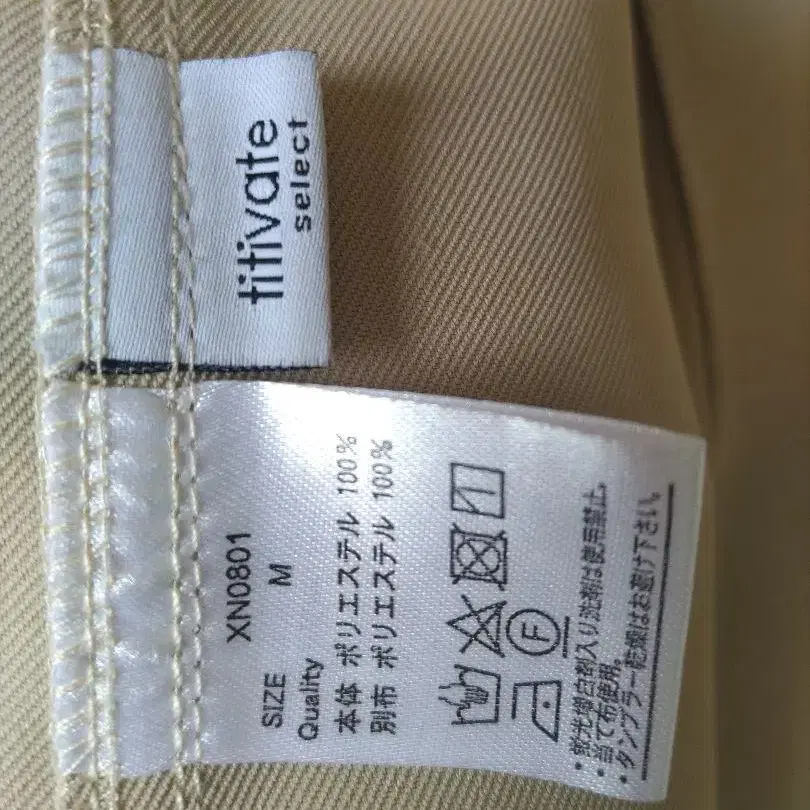 titivate
select
XN0801
SIZE M
Quality
本体 ポリエステル 100%
別布 ポリエステル 100%
F
・蛍光増白剤入り洗剤は使用禁止。
・当て布使用。
・タンブラー乾燥はお避け下さい。